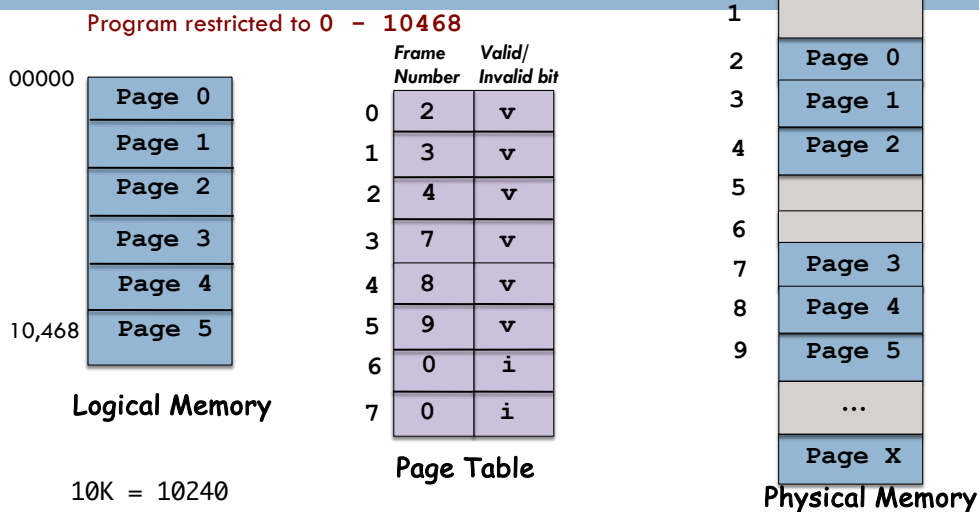 Program restricted to 0 - 10468
00000
Page 0
Page 1
Page 2
Page 3
Page 4
10,468
Page 5
Logical Memory
10K = 10240
Frame Number
Valid/ Invalid bit
0 2 v
1 3 v
2 4 v
3 7 v
4 8 v
5 9 v
6 0 i
7 0 i
Page Table
1
2 Page 0
3 Page 1
4 Page 2
5
6
7 Page 3
8 Page 4
9 Page 5
...
Page X
Physical Memory